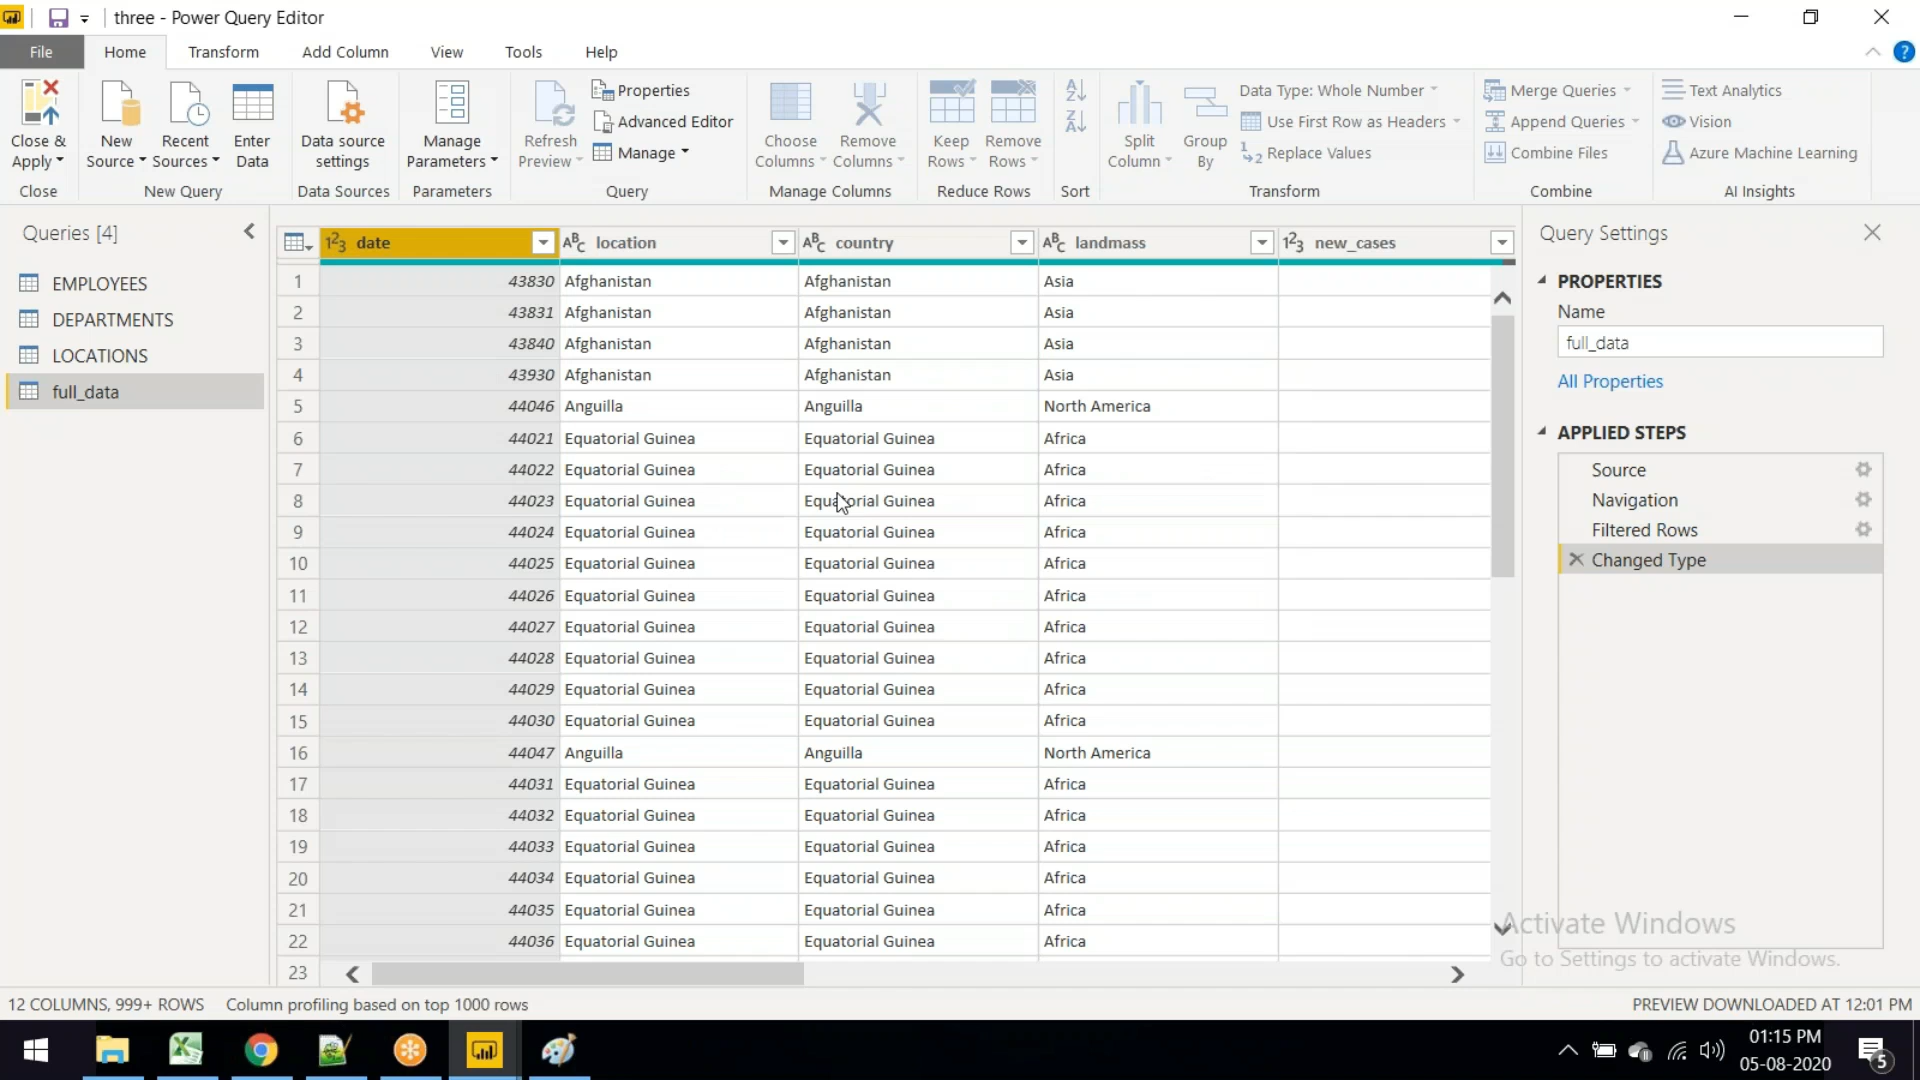 three - Power Query Editor
File Home Transform Add Column View Tools Help
Close & Apply
New Source
Recent Sources
Enter Data
Data source settings
Manage Parameters
Refresh Preview
Properties
Advanced Editor
Manage
Choose Columns
Remove Columns
Keep Rows
Remove Rows
Split Column
Group By
Data Type: Whole Number
Use First Row as Headers
Replace Values
Merge Queries
Append Queries
Combine Files
Text Analytics
Vision
Azure Machine Learning
Close New Query Data Sources Parameters Query Manage Columns Reduce Rows Sort Transform Combine AI Insights
Queries [4]
EMPLOYEES
DEPARTMENTS
LOCATIONS
full_data
date location country landmass new_cases
1 43830 Afghanistan Afghanistan Asia
2 43831 Afghanistan Afghanistan Asia
3 43840 Afghanistan Afghanistan Asia
4 43930 Afghanistan Afghanistan Asia
5 44046 Anguilla Anguilla North America
6 44021 Equatorial Guinea Equatorial Guinea Africa
7 44022 Equatorial Guinea Equatorial Guinea Africa
8 44023 Equatorial Guinea Equatorial Guinea Africa
9 44024 Equatorial Guinea Equatorial Guinea Africa
10 44025 Equatorial Guinea Equatorial Guinea Africa
11 44026 Equatorial Guinea Equatorial Guinea Africa
12 44027 Equatorial Guinea Equatorial Guinea Africa
13 44028 Equatorial Guinea Equatorial Guinea Africa
14 44029 Equatorial Guinea Equatorial Guinea Africa
15 44030 Equatorial Guinea Equatorial Guinea Africa
16 44047 Anguilla Anguilla North America
17 44031 Equatorial Guinea Equatorial Guinea Africa
18 44032 Equatorial Guinea Equatorial Guinea Africa
19 44033 Equatorial Guinea Equatorial Guinea Africa
20 44034 Equatorial Guinea Equatorial Guinea Africa
21 44035 Equatorial Guinea Equatorial Guinea Africa
22 44036 Equatorial Guinea Equatorial Guinea Africa
23
Query Settings
PROPERTIES
Name
full_data
All Properties
APPLIED STEPS
Source
Navigation
Filtered Rows
Changed Type
Activate Windows
Go to Settings to activate Windows.
12 COLUMNS, 999+ ROWS Column profiling based on top 1000 rows PREVIEW DOWNLOADED AT 12:01 PM
01:15 PM
05-08-2020
5